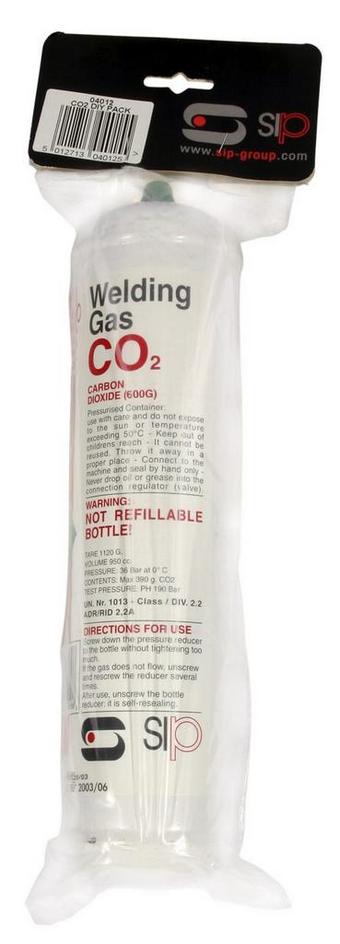 04012
CO2 DIY PACK
5 012713 040125 >
SIP
www.sip-group.com
Welding
Gas
CO2
CARBON
DIOXIDE (600G)
Pressurised Container:
use with care and do not expose
to the sun or temperature
exceeding 50°C - Keep out of
childrens reach - It cannot be
reused. Throw it away in a
proper place - Connect to the
machine and seal by hand only -
Never drop oil or grease into the
connection regulator (valve)
WARNING:
NOT REFILLABLE
BOTTLE!
TARE 1120 G.
VOLUME 950 cc.
PRESSURE: 36 Bar at 0° C
CONTENTS: Max 390 g. CO2
TEST PRESSURE: PH 190 Bar
UN. Nr. 1013 - Class / DIV. 2.2
ADR/RID 2,2A
DIRECTIONS FOR USE
Screw down the pressure reducer
to the bottle without tightening too
much.
If the gas does not flow, unscrew
and rescrew the reducer several
times.
After use, unscrew the bottle
reducer: it is self-resealing.
SIP
2003/06